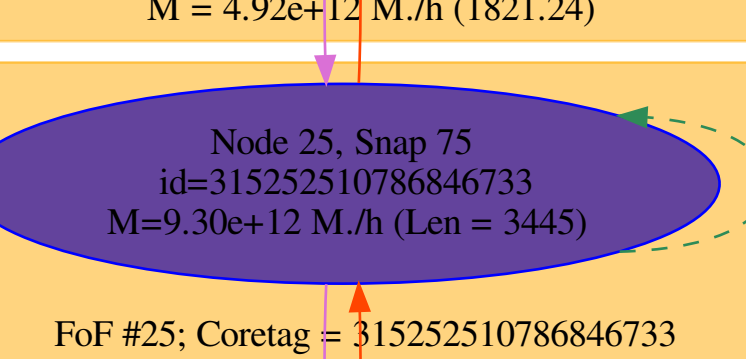 M = 4.92e+12 M./h (1821.24)
Node 25, Snap 75
id=315252510786846733
M=9.30e+12 M./h (Len = 3445)
FoF #25; Coretag = 315252510786846733